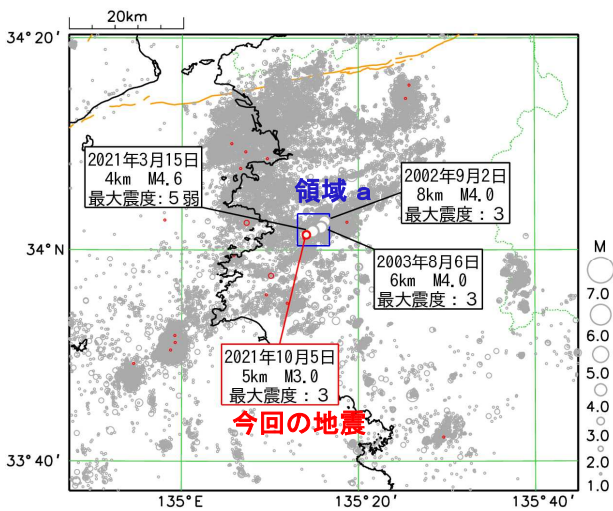 20km
34°20′
2021年3月15日
4km M4.6
最大震度:5弱
領域a
2002年9月2日
8km M4.0
最大震度:3
34°N
2003年8月6日
6km M4.0
最大震度:3
M
7.0
6.0
5.0
4.0
3.0
2.0
1.0
2021年10月5日
5km M3.0
最大震度:3
今回の地震
33°40′
135°E
135°20′
135°40′